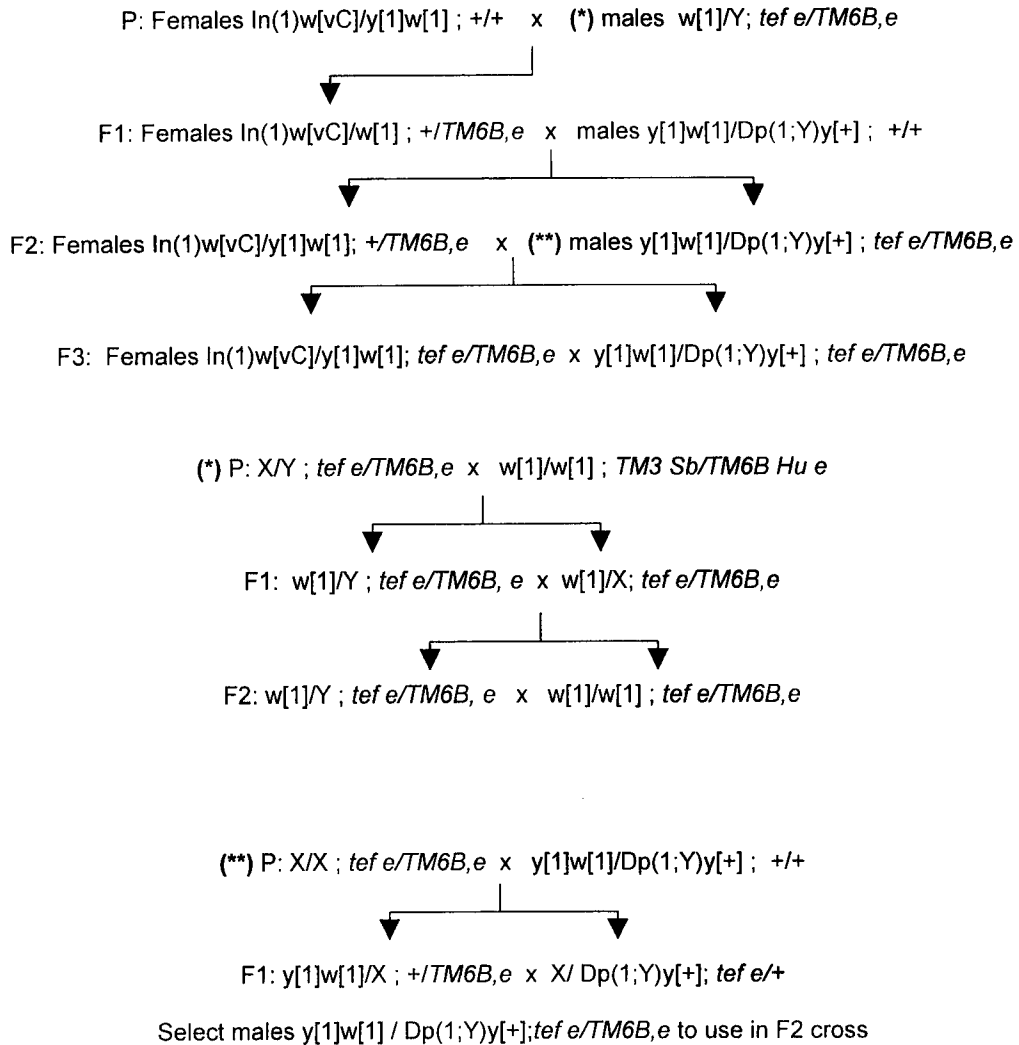 P: Females In(1)w[vC]/y[1]w[1] ; +/+ x (*) males w[1]/Y; tef e/TM6B,e
F1: Females In(1)w[vC]/w[1] ; +/TM6B,e x males y[1]w[1]/Dp(1;Y)y[+] ; +/+
F2: Females In(1)w[vC]/y[1]w[1]; +/TM6B,e x (**) males y[1]w[1]/Dp(1;Y)y[+] ; tef e/TM6B,e
F3: Females In(1)w[vC]/y[1]w[1]; tef e/TM6B,e x y[1]w[1]/Dp(1;Y)y[+] ; tef e/TM6B,e
(*) P: X/Y ; tef e/TM6B,e x w[1]/w[1] ; TM3 Sb/TM6B Hu e
F1: w[1]/Y ; tef e/TM6B, e x w[1]/X; tef e/TM6B,e
F2: w[1]/Y ; tef e/TM6B, e x w[1]/w[1] ; tef e/TM6B,e
(**) P: X/X ; tef e/TM6B,e x y[1]w[1]/Dp(1;Y)y[+] ; +/+
F1: y[1]w[1]/X ; +/TM6B,e x X/ Dp(1;Y)y[+]; tef e/+
Select males y[1]w[1] / Dp(1;Y)y[+];tef e/TM6B,e to use in F2 cross